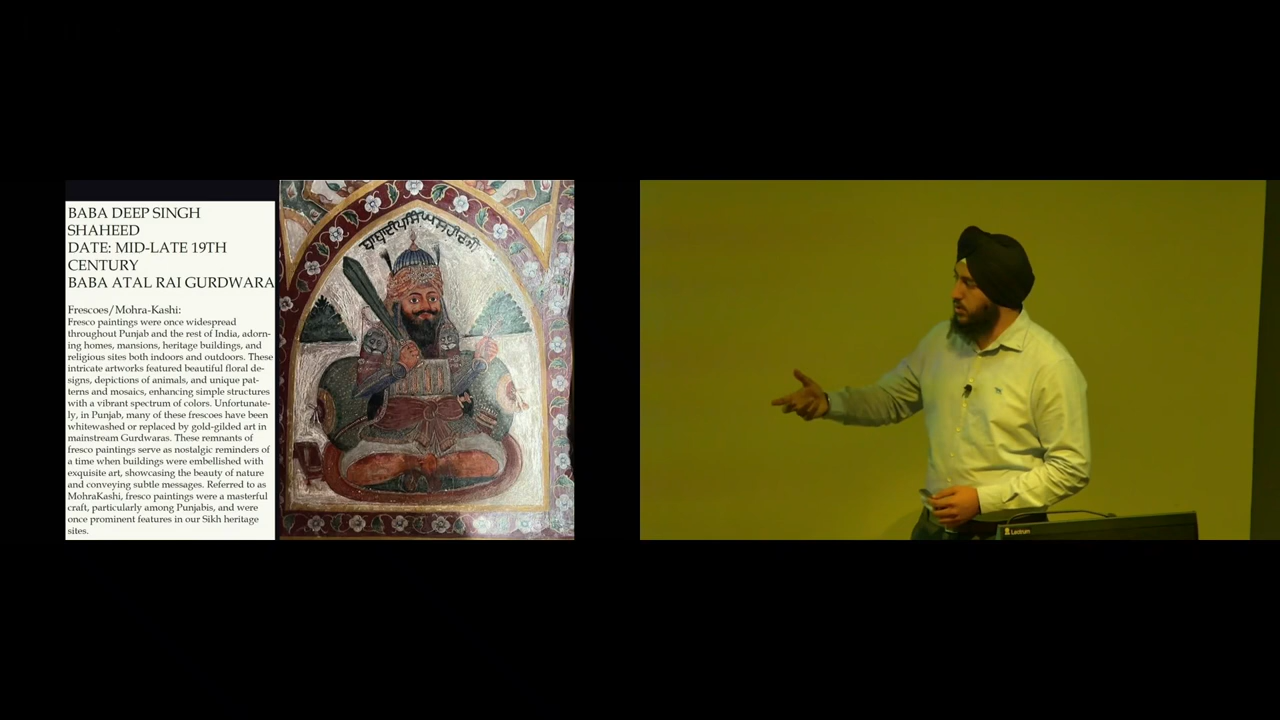 BABA DEEP SINGH
SHAHEED
DATE: MID-LATE 19TH
CENTURY
BABA ATAL RAI GURDWARA
Frescoes/Mohra-Kashi:
Fresco paintings were once widespread
throughout Punjab and the rest of India, adorn-
ing homes, mansions, heritage buildings, and
religious sites both indoors and outdoors. These
intricate artworks featured beautiful floral de-
signs, depictions of animals, and unique pat-
terns and mosaics, enhancing simple structures
with a vibrant spectrum of colors. Unfortunate-
ly, in Punjab, many of these frescoes have been
whitewashed or replaced by gold-gilded art in
mainstream Gurdwaras. These remnants of
fresco paintings serve as nostalgic reminders of
a time when buildings were embellished with
exquisite art, showcasing the beauty of nature
and conveying subtle messages. Referred to as
MohraKashi, fresco paintings were a masterful
craft, particularly among Punjabis, and were
once prominent features in our Sikh heritage
sites.
ਬਾਬਾਦੀਪਸਿੰਘਸਹੀਦਜੀ
Lectrum